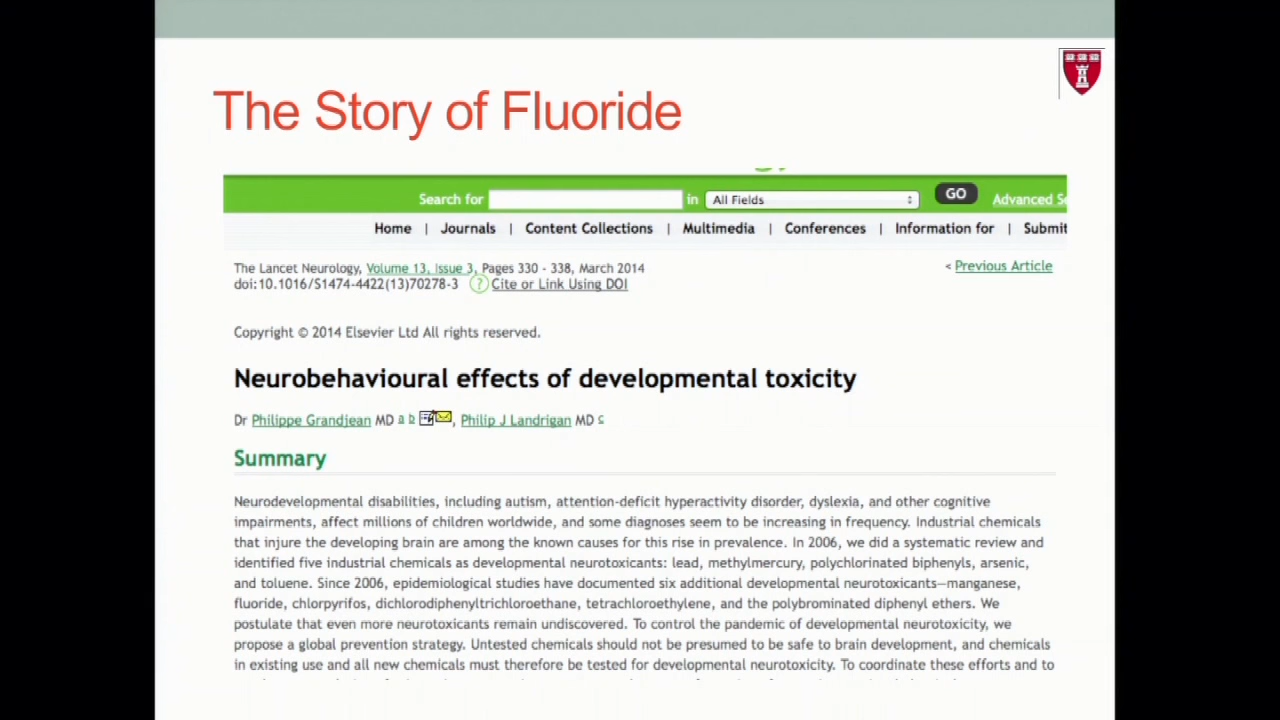 The Story of Fluoride
Search for in All Fields GO Advanced Se
Home | Journals | Content Collections | Multimedia | Conferences | Information for | Submit
The Lancet Neurology, Volume 13, Issue 3, Pages 330 - 338, March 2014
< Previous Article
doi:10.1016/S1474-4422(13)70278-3 ? Cite or Link Using DOI
Copyright © 2014 Elsevier Ltd All rights reserved.
Neurobehavioural effects of developmental toxicity
Dr Philippe Grandjean MD a b , Philip J Landrigan MD c
Summary
Neurodevelopmental disabilities, including autism, attention-deficit hyperactivity disorder, dyslexia, and other cognitive
impairments, affect millions of children worldwide, and some diagnoses seem to be increasing in frequency. Industrial chemicals
that injure the developing brain are among the known causes for this rise in prevalence. In 2006, we did a systematic review and
identified five industrial chemicals as developmental neurotoxicants: lead, methylmercury, polychlorinated biphenyls, arsenic,
and toluene. Since 2006, epidemiological studies have documented six additional developmental neurotoxicants—manganese,
fluoride, chlorpyrifos, dichlorodiphenyltrichloroethane, tetrachloroethylene, and the polybrominated diphenyl ethers. We
postulate that even more neurotoxicants remain undiscovered. To control the pandemic of developmental neurotoxicity, we
propose a global prevention strategy. Untested chemicals should not be presumed to be safe to brain development, and chemicals
in existing use and all new chemicals must therefore be tested for developmental neurotoxicity. To coordinate these efforts and to